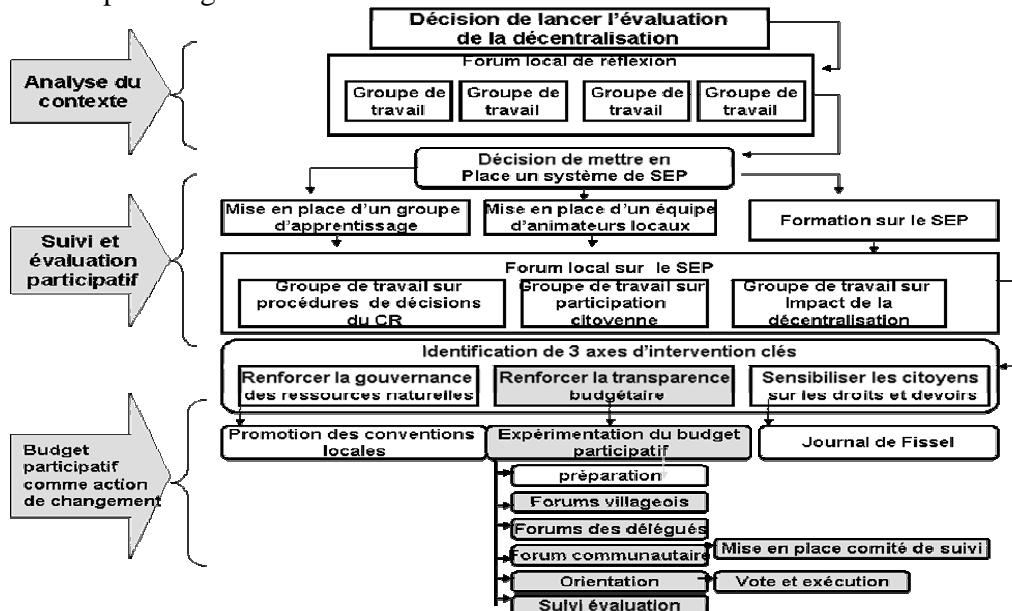 Décision de lancer l'évaluation
de la décentralisation
Analyse du
contexte
Forum local de réflexion
Groupe de
travail
Groupe de
travail
Groupe de
travail
Groupe de
travail
Décision de mettre en
Place un système de SEP
Suivi et
évaluation
participatif
Mise en place d'un groupe
d'apprentissage
Mise en place d'un équipe
d'animateurs locaux
Formation sur le SEP
Forum local sur le SEP
Groupe de travail sur
procédures de décisions
du CR
Groupe de travail sur
participation
citoyenne
Groupe de travail sur
Impact de la
décentralisation
Identification de 3 axes d'intervention clés
Renforcer la gouvernance
des ressources naturelles
Renforcer la transparence
budgétaire
Sensibiliser les citoyens
sur les droits et devoirs
Budget
participatif
comme action
de changement
Promotion des conventions
locales
Expérimentation du budget
participatif
Journal de Fissel
préparation
Forums villageois
Forums des délégués
Forum communautaire
Mise en place comité de suivi
Orientation
Vote et exécution
Suivi évaluation